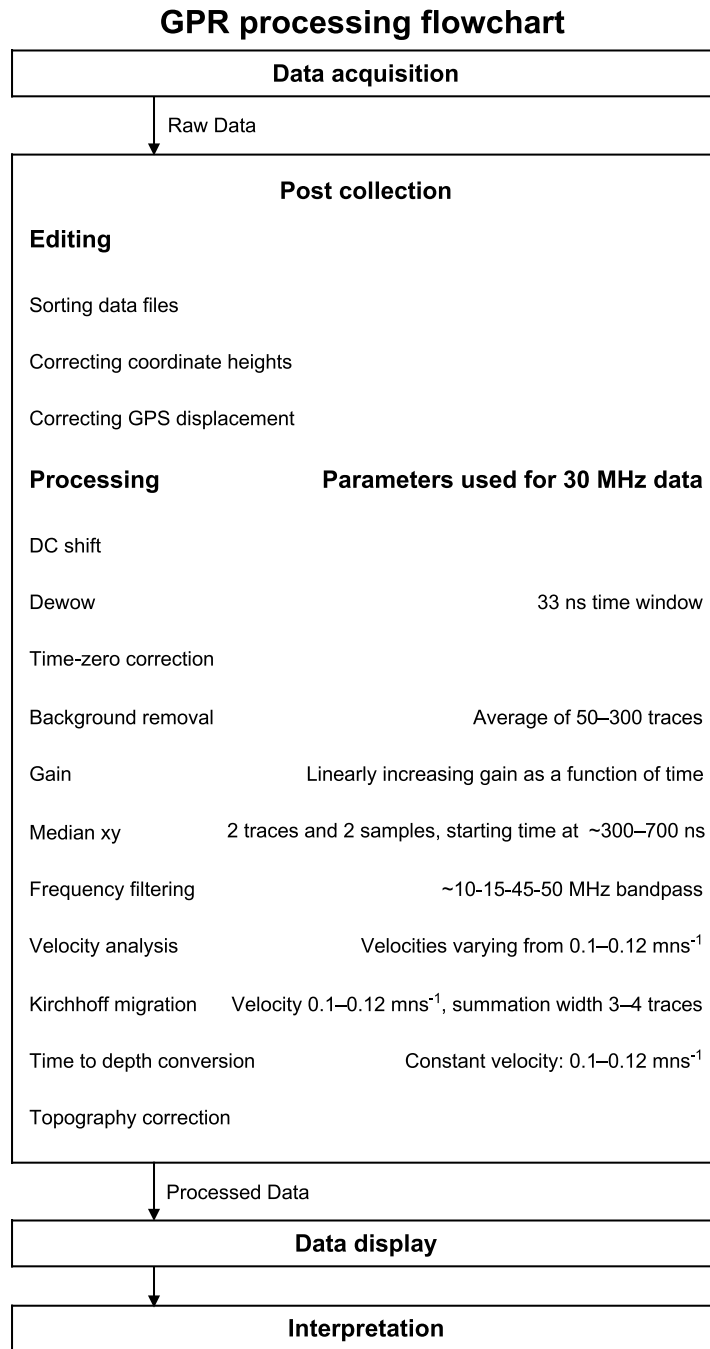 GPR processing flowchart
Data acquisition
Raw Data
Post collection
Editing
Sorting data files
Correcting coordinate heights
Correcting GPS displacement
Processing Parameters used for 30 MHz data
DC shift
Dewow 33 ns time window
Time-zero correction
Background removal Average of 50–300 traces
Gain Linearly increasing gain as a function of time
Median xy 2 traces and 2 samples, starting time at ~300–700 ns
Frequency filtering ~10-15-45-50 MHz bandpass
Velocity analysis Velocities varying from 0.1–0.12 mns⁻¹
Kirchhoff migration Velocity 0.1–0.12 mns⁻¹, summation width 3–4 traces
Time to depth conversion Constant velocity: 0.1–0.12 mns⁻¹
Topography correction
Processed Data
Data display
Interpretation